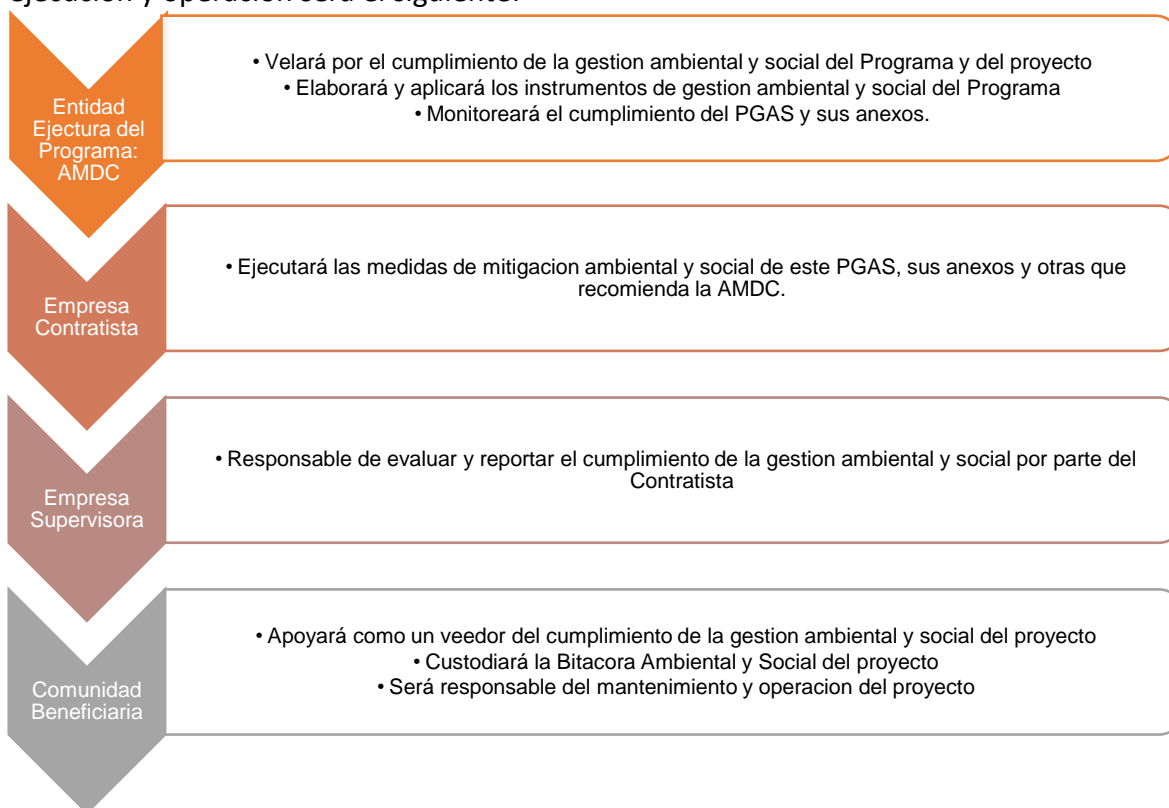 ejecución y operación será el siguiente:
Entidad
Ejectura del
Programa:
AMDC
• Velará por el cumplimiento de la gestion ambiental y social del Programa y del proyecto
• Elaborará y aplicará los instrumentos de gestion ambiental y social del Programa
• Monitoreará el cumplimiento del PGAS y sus anexos.
Empresa
Contratista
• Ejecutará las medidas de mitigacion ambiental y social de este PGAS, sus anexos y otras que
recomienda la AMDC.
Empresa
Supervisora
• Responsable de evaluar y reportar el cumplimiento de la gestion ambiental y social por parte del
Contratista
Comunidad
Beneficiaria
• Apoyará como un veedor del cumplimiento de la gestion ambiental y social del proyecto
• Custodiará la Bitacora Ambiental y Social del proyecto
• Será responsable del mantenimiento y operacion del proyecto